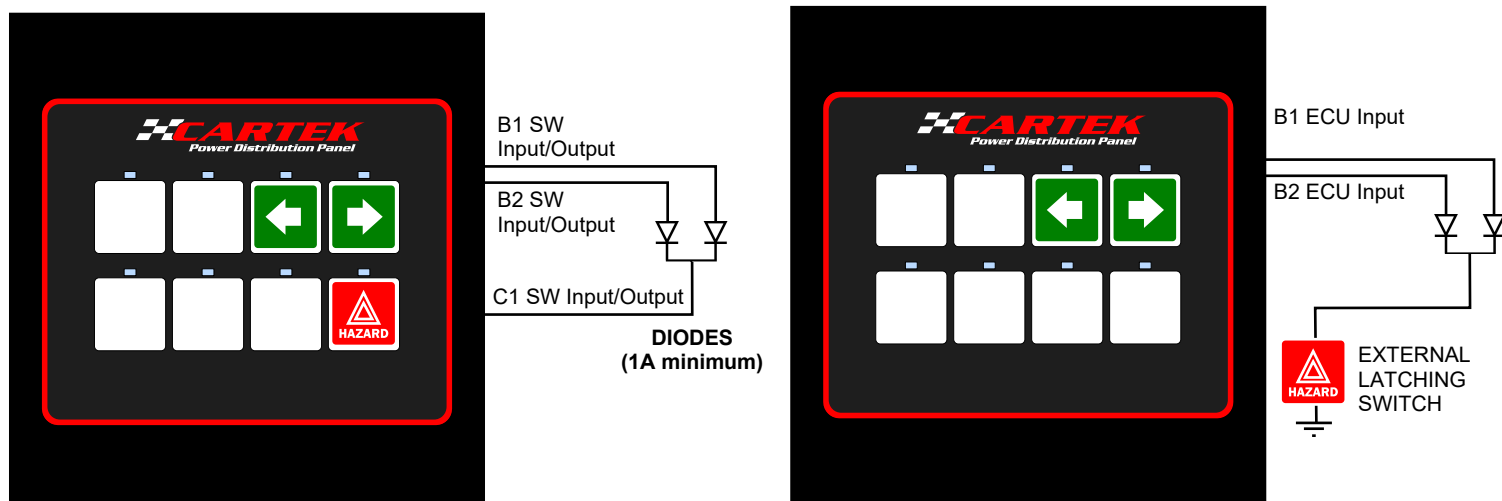 CARTEK
Power Distribution Panel
HAZARD
B1 SW
Input/Output
B2 SW
Input/Output
C1 SW Input/Output
DIODES
(1A minimum)
CARTEK
Power Distribution Panel
B1 ECU Input
B2 ECU Input
HAZARD
EXTERNAL
LATCHING
SWITCH